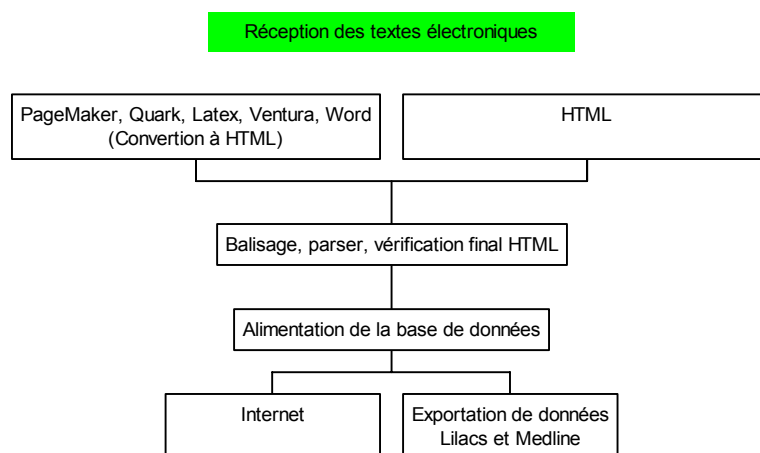 Réception des textes électroniques
PageMaker, Quark, Latex, Ventura, Word
(Convertion à HTML)
HTML
Balisage, parser, vérification final HTML
Alimentation de la base de données
Internet
Exportation de données
Lilacs et Medline